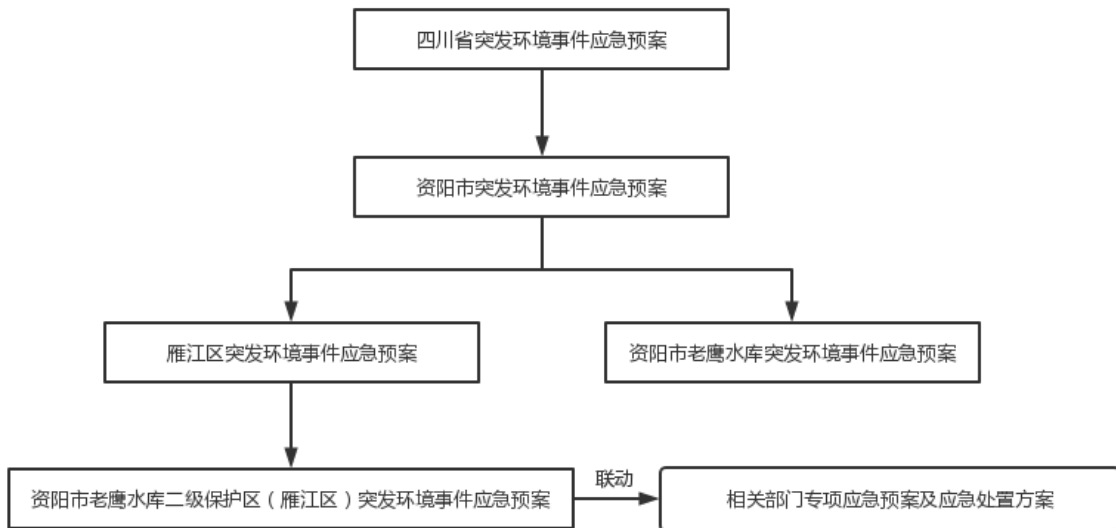 四川省突发环境事件应急预案
资阳市突发环境事件应急预案
雁江区突发环境事件应急预案
资阳市老鹰水库突发环境事件应急预案
资阳市老鹰水库二级保护区（雁江区）突发环境事件应急预案
联动
相关部门专项应急预案及应急处置方案